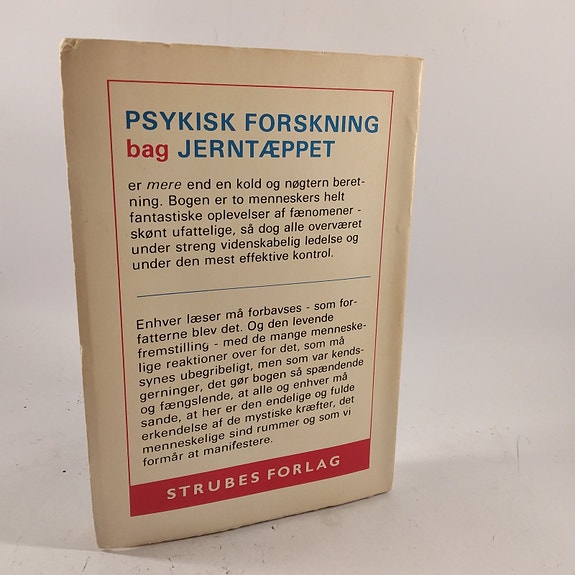 PSYKISK FORSKNING
bag JERNTÆPPET
er mere end en kold og nøgtern beret-
ning. Bogen er to menneskers helt
fantastiske oplevelser af fænomener -
skønt ufattelige, så dog alle overværet
under streng videnskabelig ledelse og
under den mest effektive kontrol.
Enhver læser må forbavses - som for-
fatterne blev det. Og den levende
fremstilling - med de mange menneske-
lige reaktioner over for det, som må
synes ubegribeligt, men som var kends-
gerninger, det gør bogen så spændende
og fængslende, at alle og enhver må
sande, at her er den endelige og fulde
erkendelse af de mystiske kræfter, det
menneskelige sind rummer og som vi
formår at manifestere.
STRUBES FORLAG